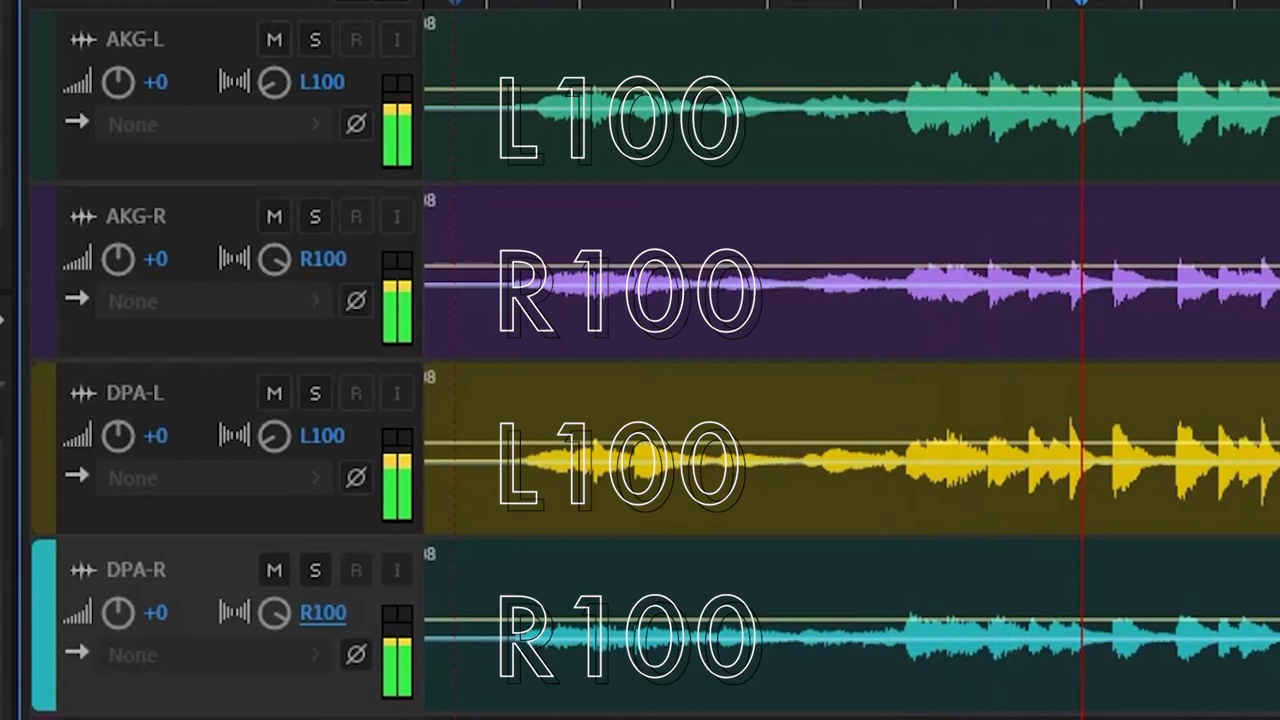 AKG-L M S R I
+0 L100
None
L100
AKG-R M S R I
+0 R100
None
R100
DPA-L M S R I
+0 L100
None
L100
DPA-R M S R I
+0 R100
None
R100